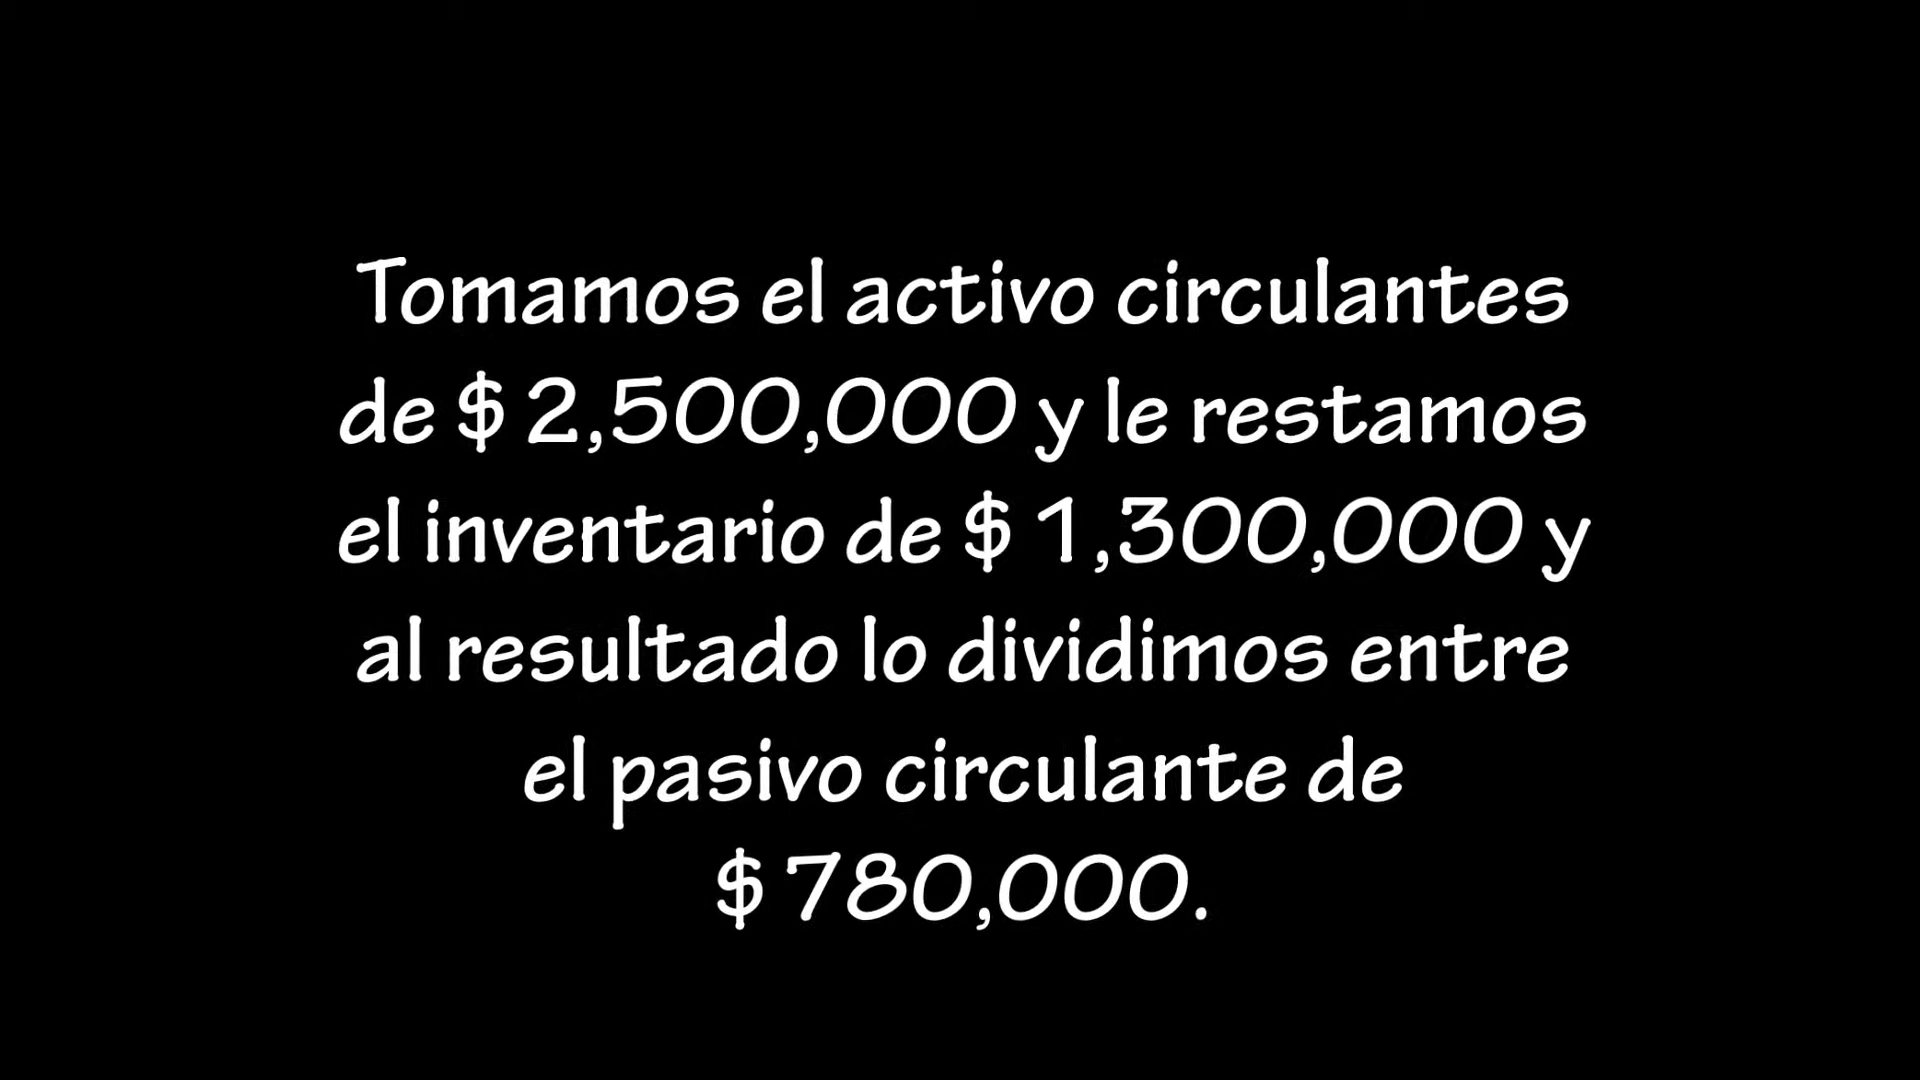 Tomamos el activo circulantes
de $ 2,500,000 y le restamos
el inventario de $ 1,300,000 y
al resultado lo dividimos entre
el pasivo circulante de
$ 780,000.